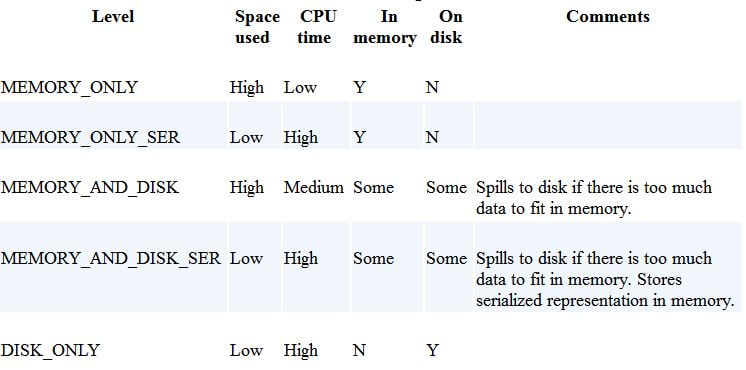 Level Space used CPU time In memory On disk Comments
MEMORY_ONLY High Low Y N
MEMORY_ONLY_SER Low High Y N
MEMORY_AND_DISK High Medium Some Some Spills to disk if there is too much
data to fit in memory.
MEMORY_AND_DISK_SER Low High Some Some Spills to disk if there is too much
data to fit in memory. Stores
serialized representation in memory.
DISK_ONLY Low High N Y